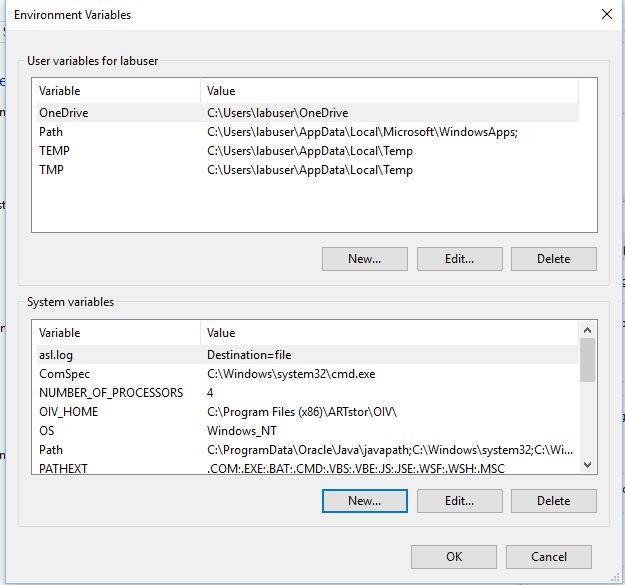 Environment Variables
User variables for labuser
Variable Value
OneDrive C:\Users\labuser\OneDrive
Path C:\Users\labuser\AppData\Local\Microsoft\WindowsApps;
TEMP C:\Users\labuser\AppData\Local\Temp
TMP C:\Users\labuser\AppData\Local\Temp
New... Edit... Delete
System variables
Variable Value
asl.log Destination=file
ComSpec C:\Windows\system32\cmd.exe
NUMBER_OF_PROCESSORS 4
OIV_HOME C:\Program Files (x86)\ARTstor\OIV\
OS Windows_NT
Path C:\ProgramData\Oracle\Java\javapath;C:\Windows\system32;C:\Wi...
PATHEXT .COM;.EXE;.BAT;.CMD;.VBS;.VBE;.JS;.JSE;.WSF;.WSH;.MSC
New... Edit... Delete
OK Cancel